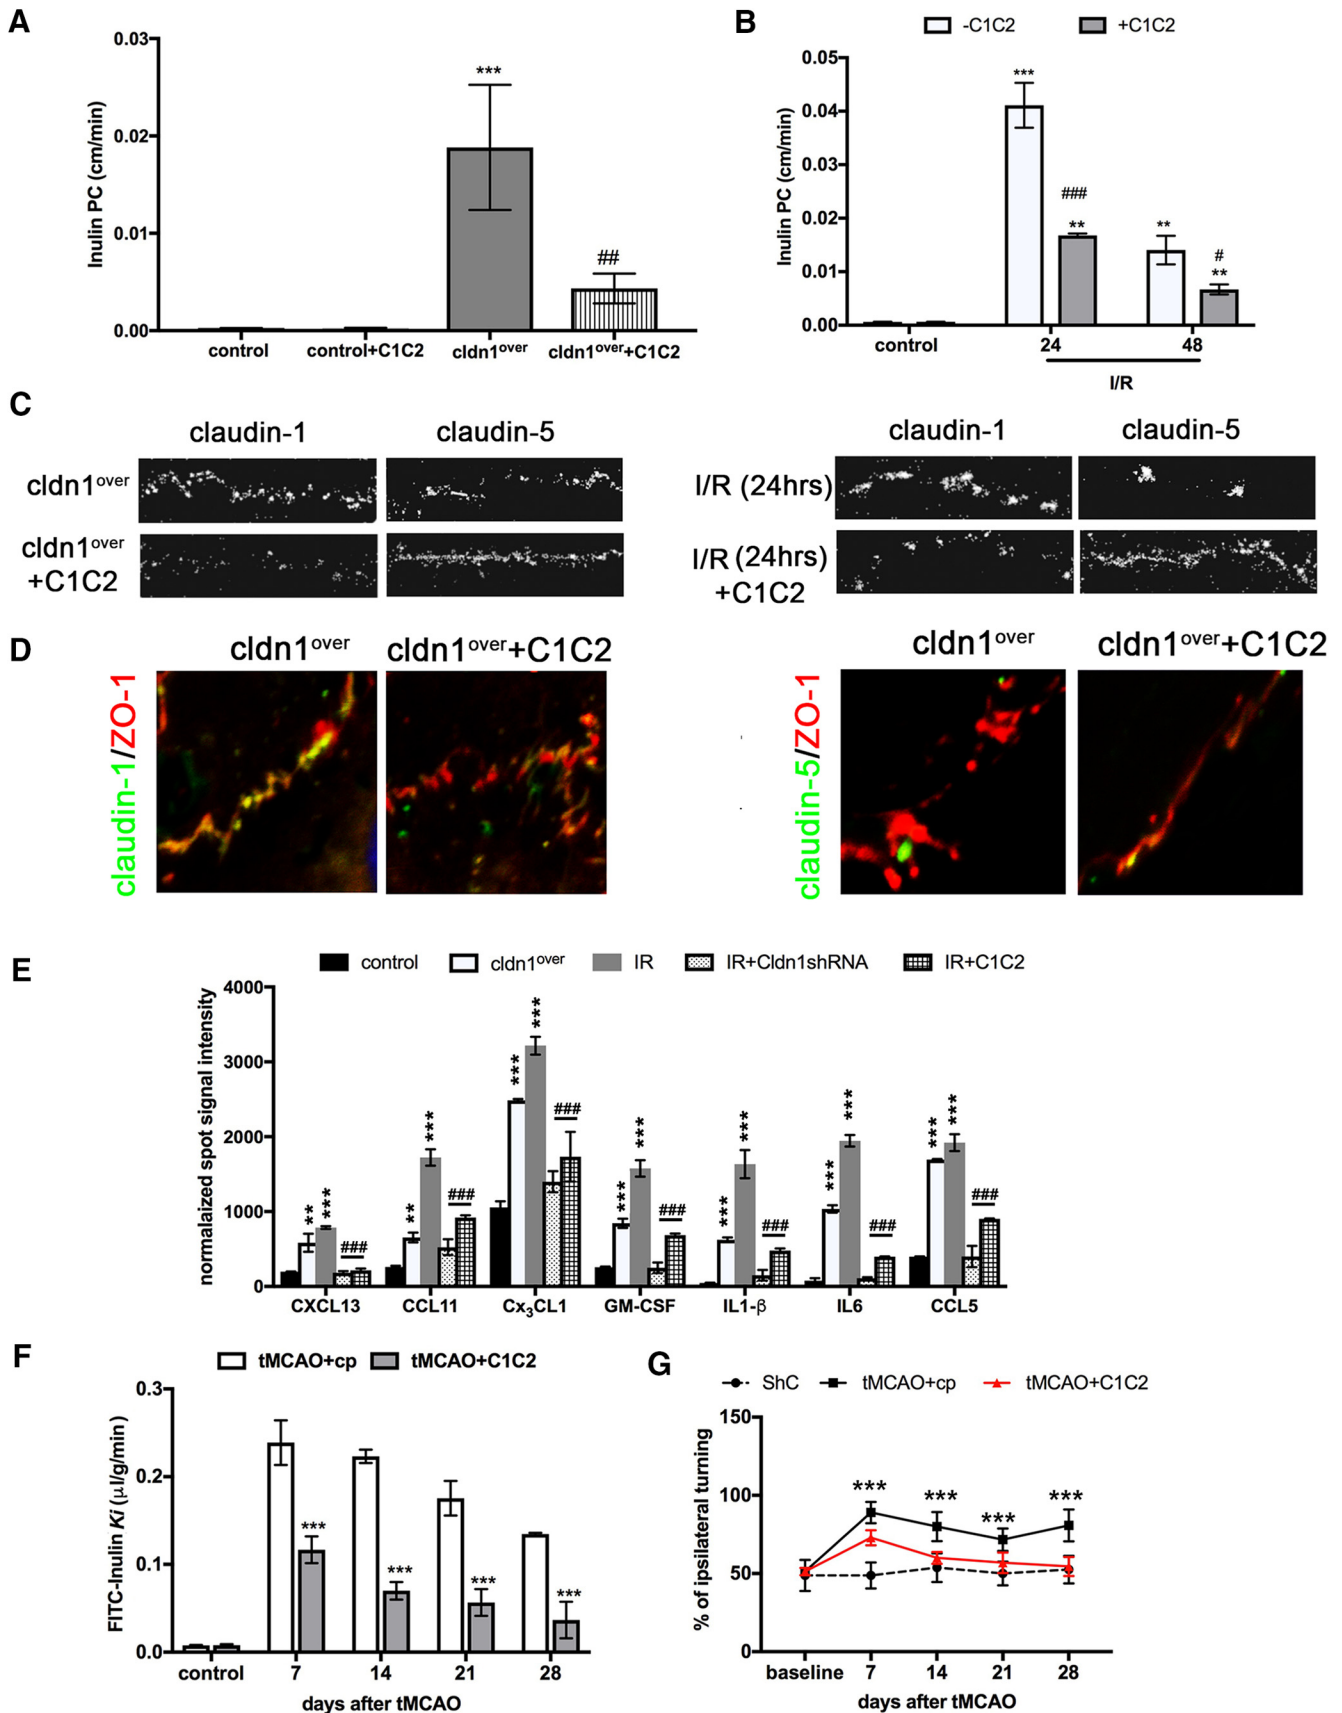 A
0.03
0.02
0.01
0.00
Inulin PC (cm/min)
***
##
control
control+C1C2
cldn1over
cldn1over+C1C2
B
-C1C2
+C1C2
0.05
0.04
0.03
0.02
0.01
0.00
Inulin PC (cm/min)
***
###
**
**
#
**
control
24
48
I/R
C
claudin-1
claudin-5
cldn1over
cldn1over
+C1C2
claudin-1
claudin-5
I/R (24hrs)
I/R (24hrs)
+C1C2
D
cldn1over
cldn1over+C1C2
claudin-1/ZO-1
cldn1over
cldn1over+C1C2
claudin-5/ZO-1
E
control
cldn1over
IR
IR+Cldn1shRNA
IR+C1C2
normalaized spot signal intensity
4000
3000
2000
1000
0
** *** ###
** *** ###
*** *** ###
*** *** ###
*** *** ###
*** *** ###
*** *** ###
CXCL13
CCL11
Cx3CL1
GM-CSF
IL1-β
IL6
CCL5
F
tMCAO+cp
tMCAO+C1C2
FITC-Inulin Ki (μl/g/min)
0.3
0.2
0.1
0.0
***
***
***
***
control
7
14
21
28
days after tMCAO
G
ShC
tMCAO+cp
tMCAO+C1C2
% of ipsilateral turning
150
100
50
0
***
***
***
***
baseline
7
14
21
28
days after tMCAO